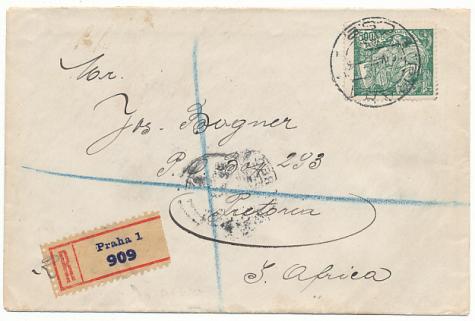 Mr.
Jos. Bogner
P.O. Box 293
Pretoria
S. Africa
Praha 1
909